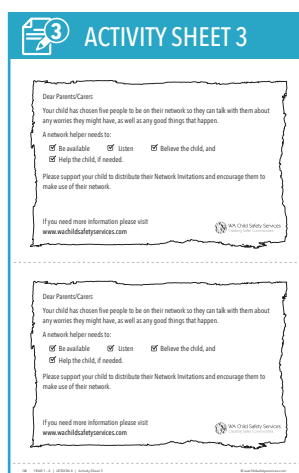 3 ACTIVITY SHEET 3
Dear Parents/Carers
Your child has chosen five people to be on their network so they can talk with them about
any worries they might have, as well as any good things that happen.
A network helper needs to:
Be available Listen Believe the child, and
Help the child, if needed.
Please support your child to distribute their Network Invitations and encourage them to
make use of their network.
If you need more information please visit
www.wachildsafetyservices.com
WA Child Safety Services
Creating Safer Communities
Dear Parents/Carers
Your child has chosen five people to be on their network so they can talk with them about
any worries they might have, as well as any good things that happen.
A network helper needs to:
Be available Listen Believe the child, and
Help the child, if needed.
Please support your child to distribute their Network Invitations and encourage them to
make use of their network.
If you need more information please visit
www.wachildsafetyservices.com
WA Child Safety Services
Creating Safer Communities